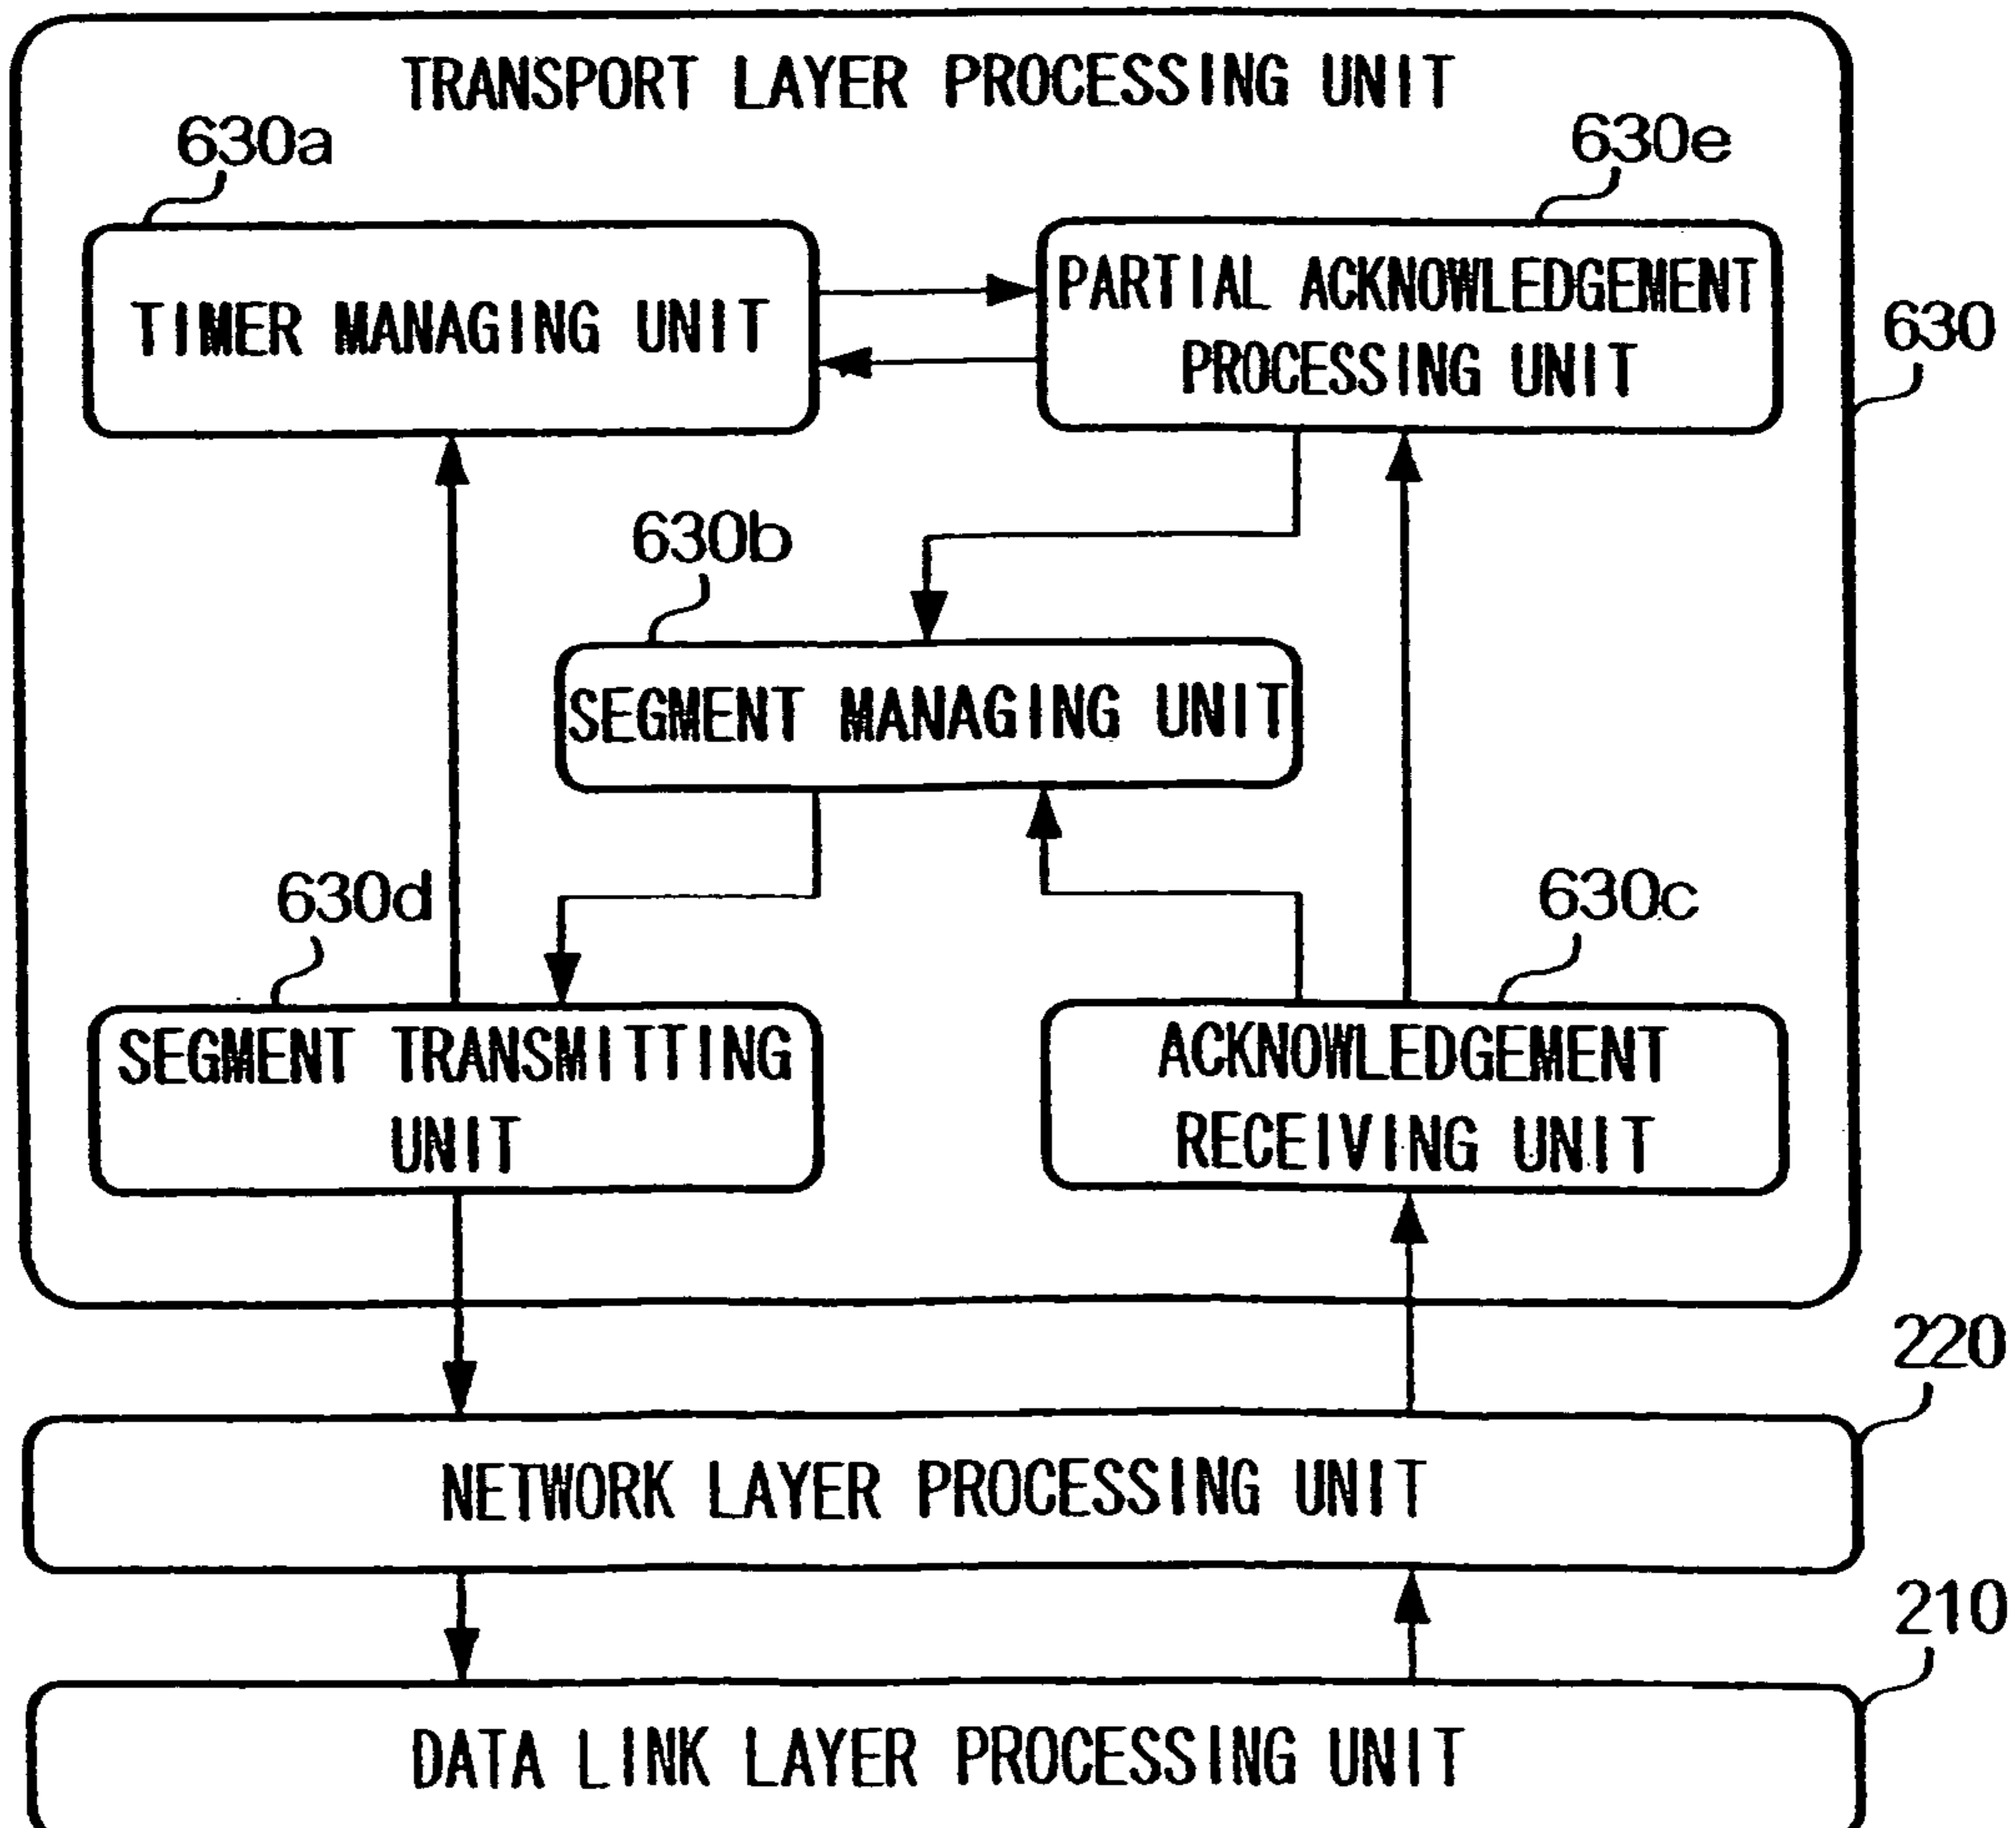 TRANSPORT LAYER PROCESSING UNIT
630a
630e
TIMER MANAGING UNIT
PARTIAL ACKNOWLEDGEMENT
PROCESSING UNIT
630
630b
SEGMENT MANAGING UNIT
630d
630c
SEGMENT TRANSMITTING
UNIT
ACKNOWLEDGEMENT
RECEIVING UNIT
220
NETWORK LAYER PROCESSING UNIT
210
DATA LINK LAYER PROCESSING UNIT